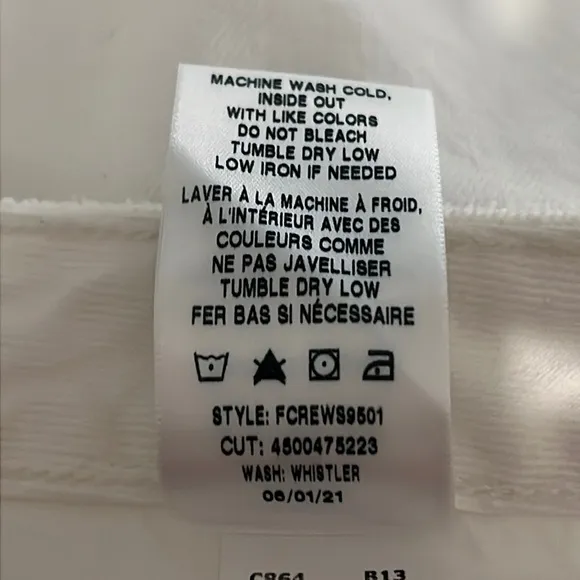 MACHINE WASH COLD,
INSIDE OUT
WITH LIKE COLORS
DO NOT BLEACH
TUMBLE DRY LOW
LOW IRON IF NEEDED
LAVER À LA MACHINE À FROID,
À L'INTÉRIEUR AVEC DES
COULEURS COMME
NE PAS JAVELLISER
TUMBLE DRY LOW
FER BAS SI NÉCESSAIRE
STYLE: FCREWS9501
CUT: 4500475223
WASH: WHISTLER
06/01/21
C864 B13